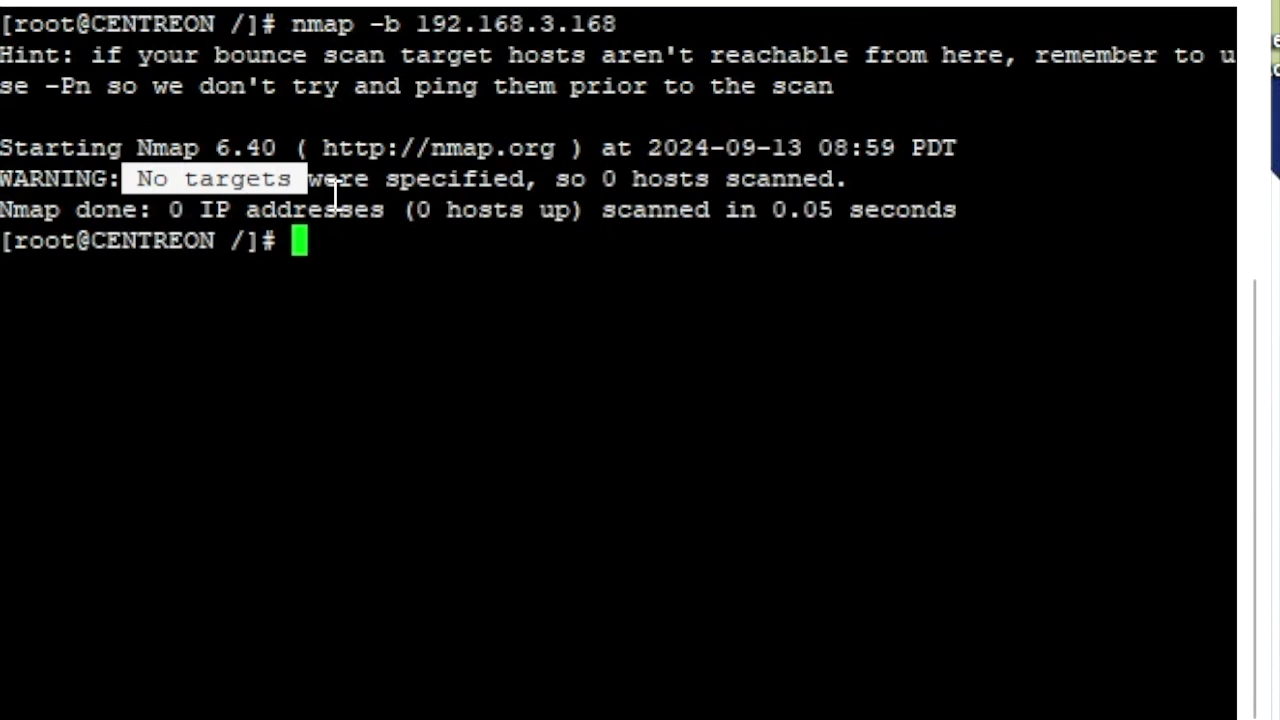 [root@CENTREON /]# nmap -b 192.168.3.168
Hint: if your bounce scan target hosts aren't reachable from here, remember to u
se -Pn so we don't try and ping them prior to the scan
Starting Nmap 6.40 ( http://nmap.org ) at 2024-09-13 08:59 PDT
WARNING: No targets were specified, so 0 hosts scanned.
Nmap done: 0 IP addresses (0 hosts up) scanned in 0.05 seconds
[root@CENTREON /]#